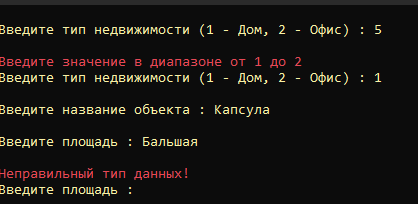 Введите тип недвижимости (1 - Дом, 2 - Офис) : 5
Введите значение в диапазоне от 1 до 2
Введите тип недвижимости (1 - Дом, 2 - Офис) : 1
Введите название объекта : Капсула
Введите площадь : Бальшая
Неправильный тип данных!
Введите площадь :